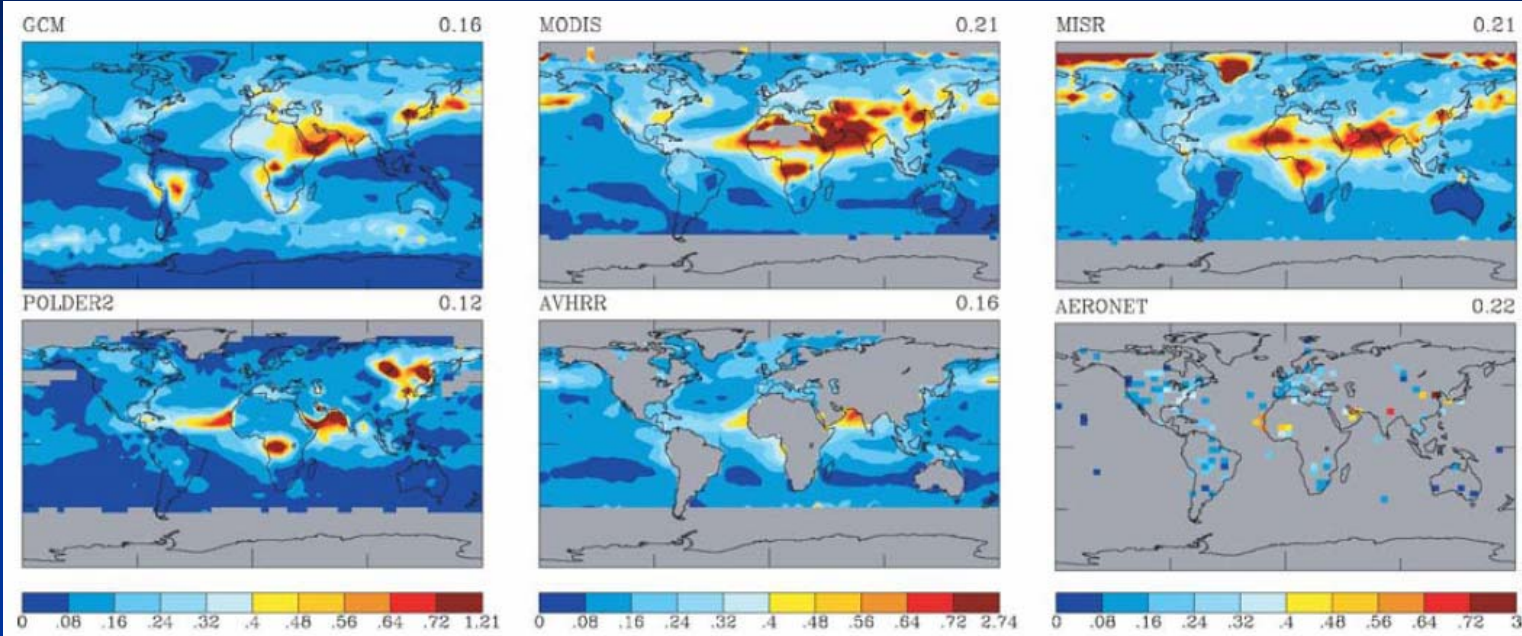 GCM 0.16 MODIS 0.21 MISR 0.21
POLDER2 0.12 AVHRR 0.16 AERONET 0.22
0 .08 .16 .24 .32 .4 .48 .56 .64 .72 1.21 0 .08 .16 .24 .32 .4 .48 .56 .64 .72 2.74 0 0.08 .16 .24 .32 .4 .48 .56 .64 .72 3